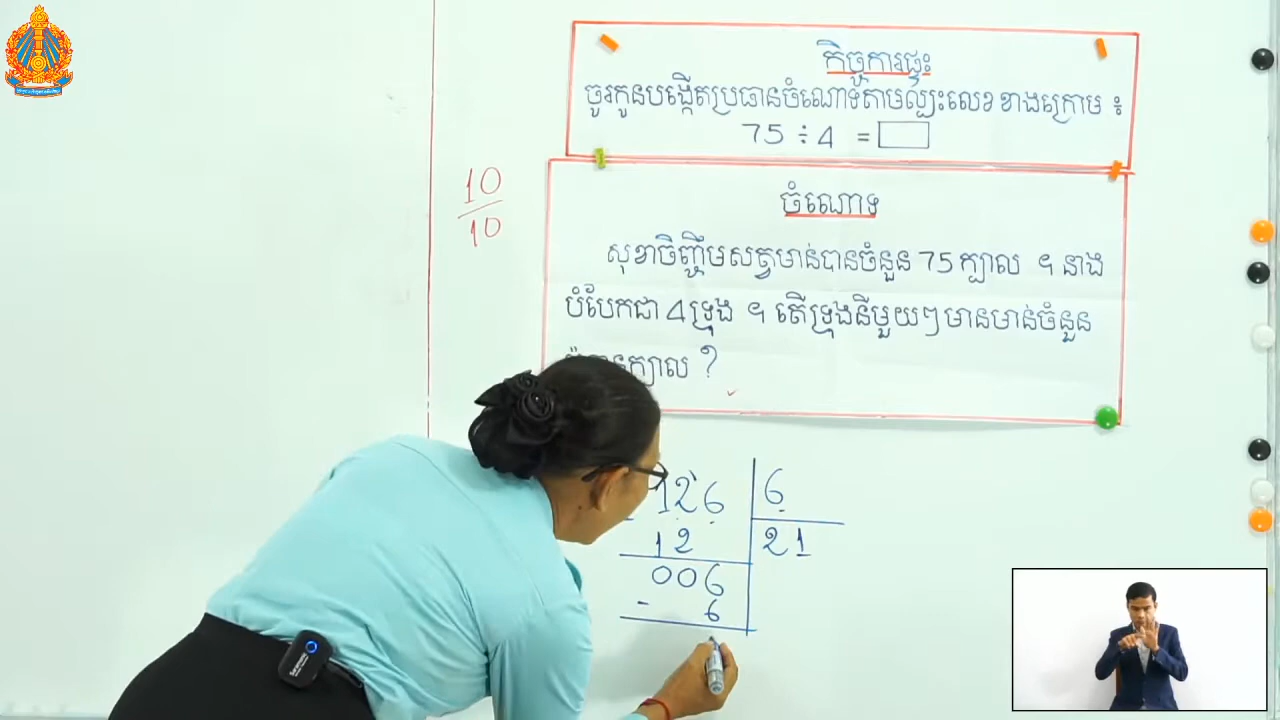 កិច្ចការផ្ទះ
ចូរកូនបង្កើតប្រធានចំណោទតាមល្បះលេខខាងក្រោម ៖
75 ÷ 4 =
10
10
ចំណោទ
សុខាចិញ្ចឹមសត្វមាន់បានចំនួន 75 ក្បាល ។ នាង
បំបែកជា 4 ទ្រុង ។ តើទ្រុងនីមួយៗមានមាន់ចំនួន
ក្បាល ?
126 6
12 21
006
- 6